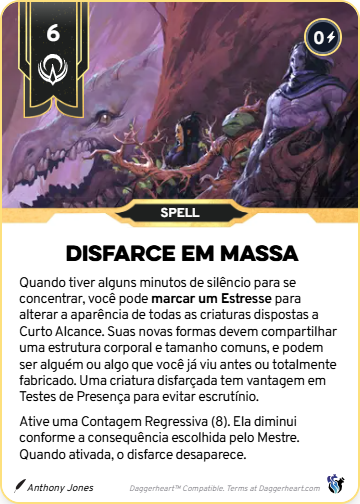 6
0
SPELL
DISFARCE EM MASSA
Quando tiver alguns minutos de silêncio para se
concentrar, você pode marcar um Estresse para
alterar a aparência de todas as criaturas dispostas a
Curto Alcance. Suas novas formas devem compartilhar
uma estrutura corporal e tamanho comuns, e podem
ser alguém ou algo que você já viu antes ou totalmente
fabricado. Uma criatura disfarçada tem vantagem em
Testes de Presença para evitar escrutínio.
Ative uma Contagem Regressiva (8). Ela diminui
conforme a consequência escolhida pelo Mestre.
Quando ativada, o disfarce desaparece.
Anthony Jones
Daggerheart™ Compatible. Terms at Daggerheart.com